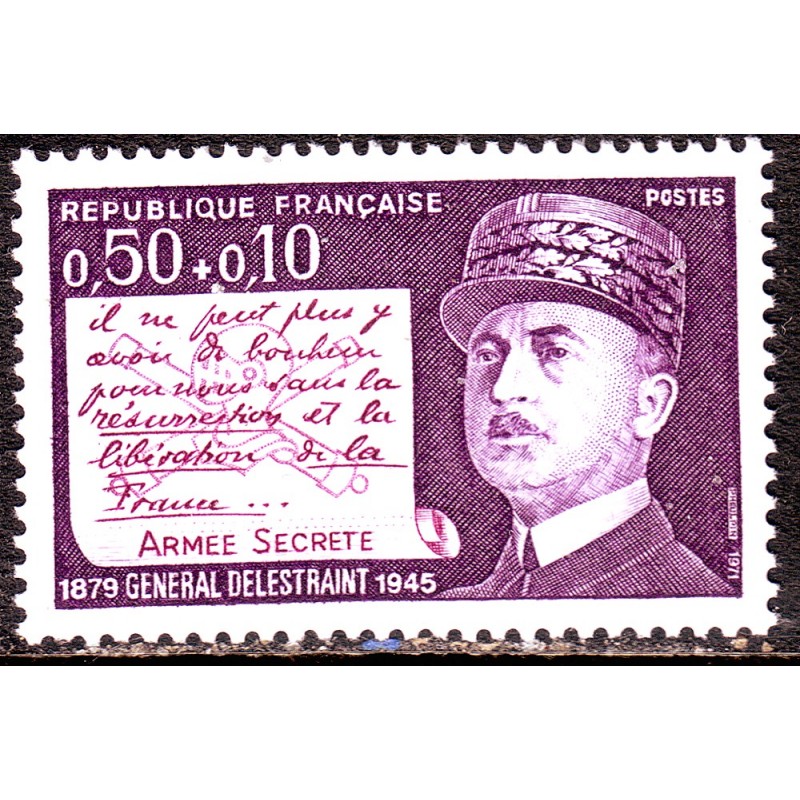 REPUBLIQUE FRANÇAISE
POSTES
0,50+0,10
il ne peut plus y
avoir de bonheur
pour nous sans la
résurrection et la
libération de la
France ...
ARMEE SECRETE
1879 GENERAL DELESTRAINT 1945
1971